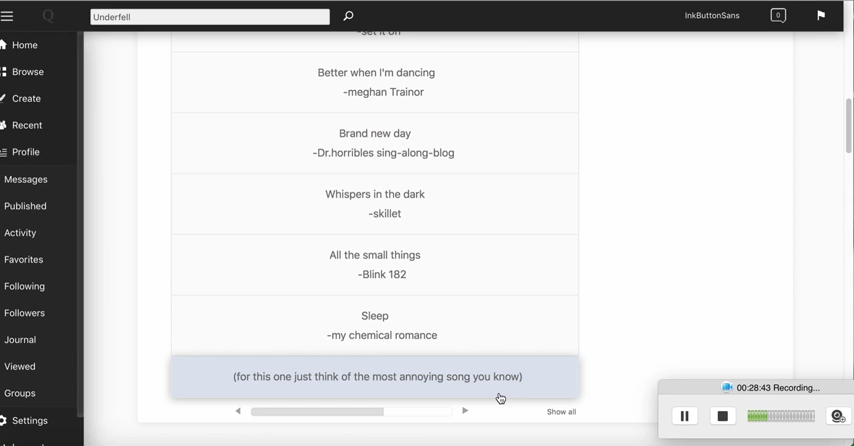 Q
Underfell
InkButtonSans
0
Home
Browse
Create
Recent
Profile
Messages
Published
Activity
Favorites
Following
Followers
Journal
Viewed
Groups
Settings
-set it on
Better when I'm dancing
-meghan Trainor
Brand new day
-Dr.horribles sing-along-blog
Whispers in the dark
-skillet
All the small things
-Blink 182
Sleep
-my chemical romance
(for this one just think of the most annoying song you know)
Show all
00:28:43 Recording...